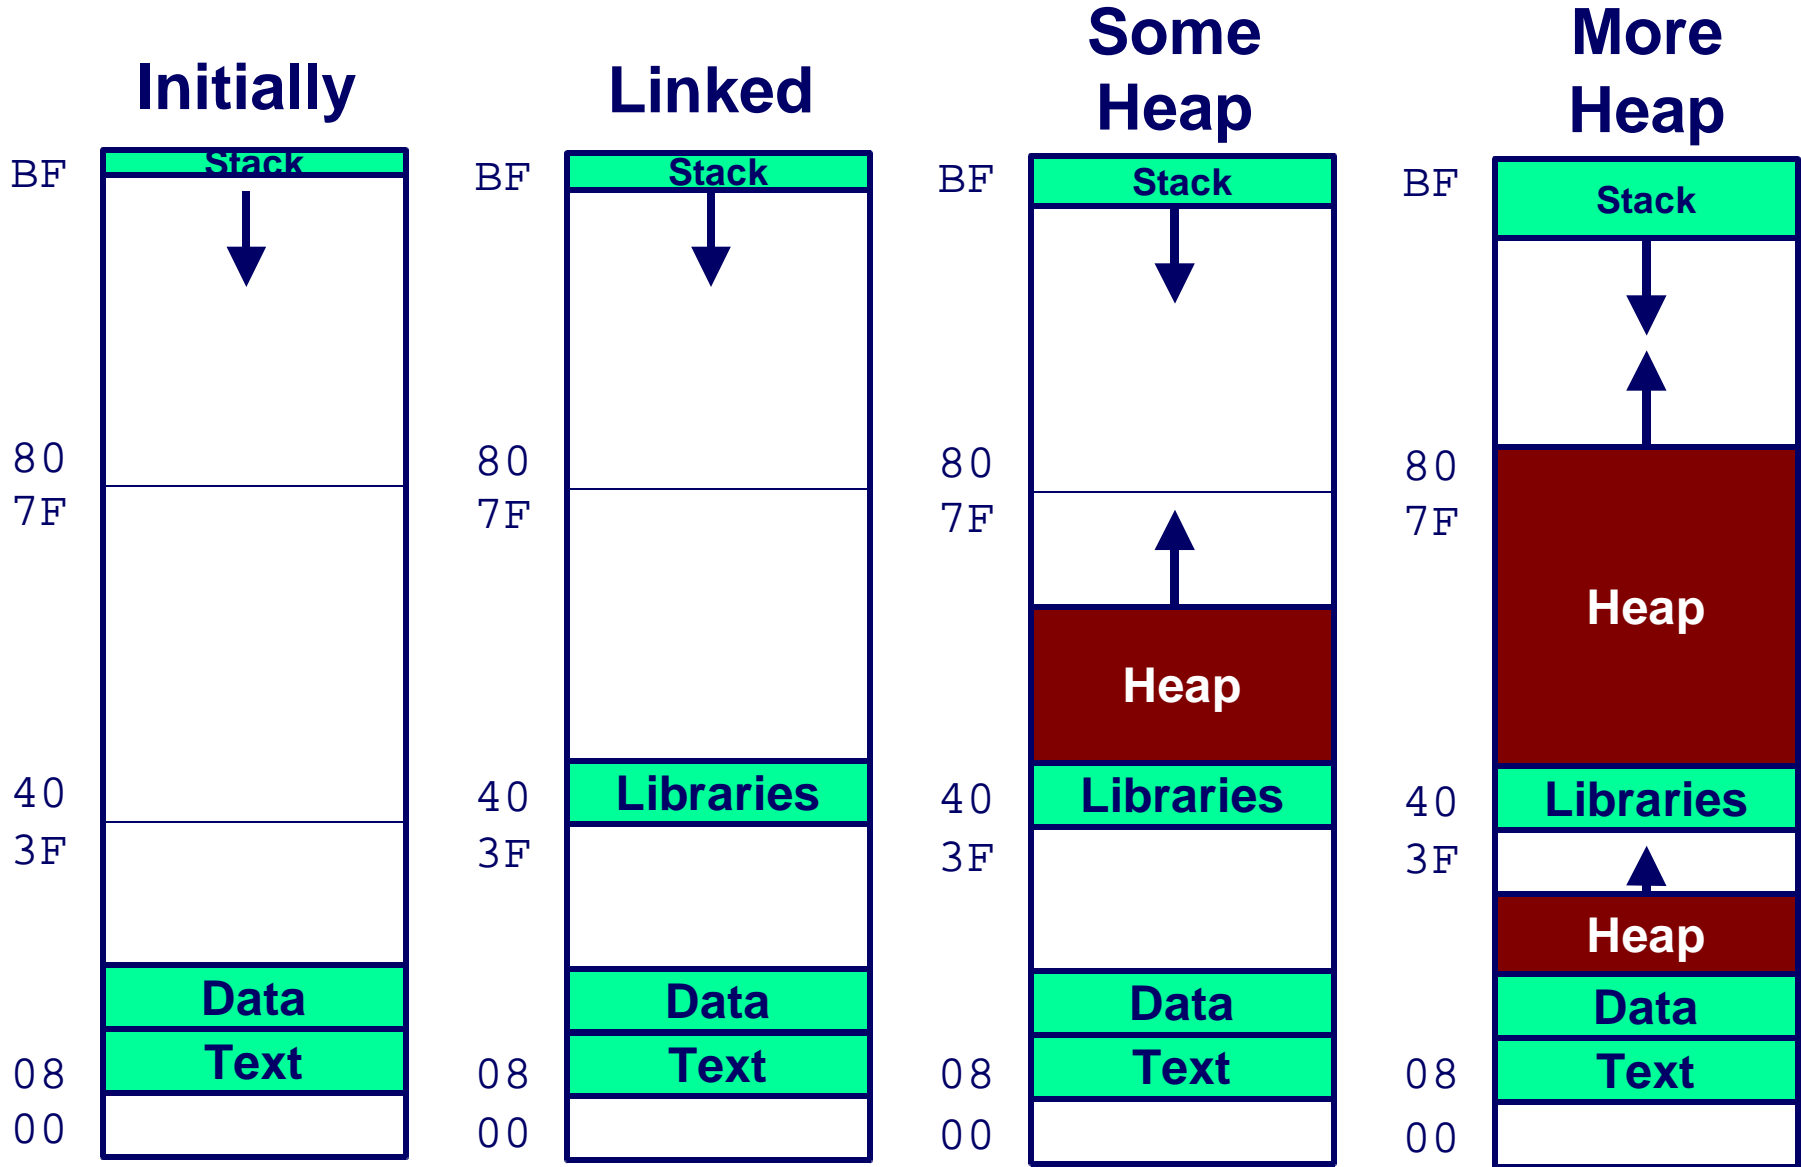 Initially
BF
Stack
80
7F
40
3F
Data
Text
08
00
Linked
BF
Stack
80
7F
Libraries
40
3F
Data
Text
08
00
Some
Heap
BF
Stack
80
7F
Heap
Libraries
40
3F
Data
Text
08
00
More
Heap
BF
Stack
80
7F
Heap
Libraries
40
3F
Heap
Data
Text
08
00